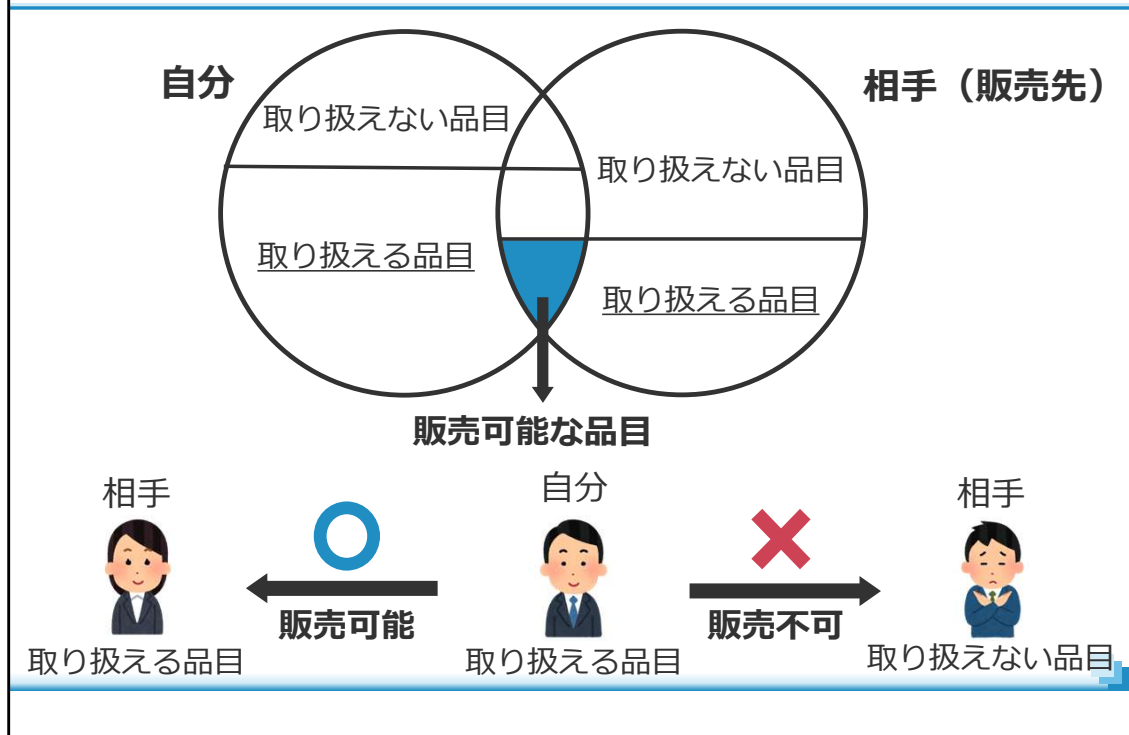 自分
相手（販売先）
取り扱えない品目
取り扱えない品目
取り扱える品目
取り扱える品目
販売可能な品目
相手
自分
相手
販売可能
販売不可
取り扱える品目
取り扱える品目
取り扱えない品目